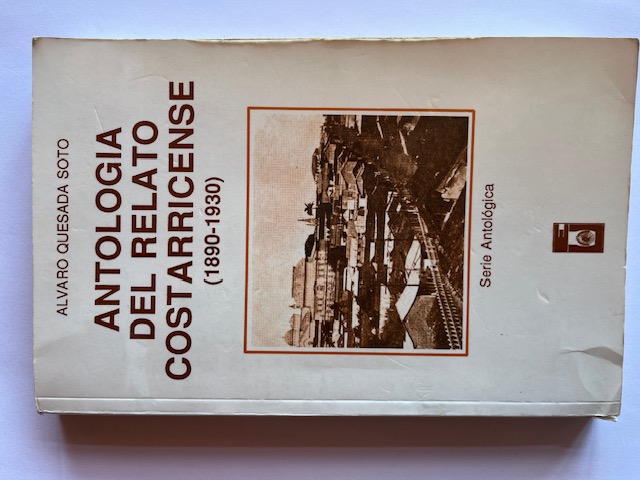 ALVARO QUESADA SOTO
ANTOLOGIA
DEL RELATO
COSTARRICENSE
(1890-1930)
Serie Antológica